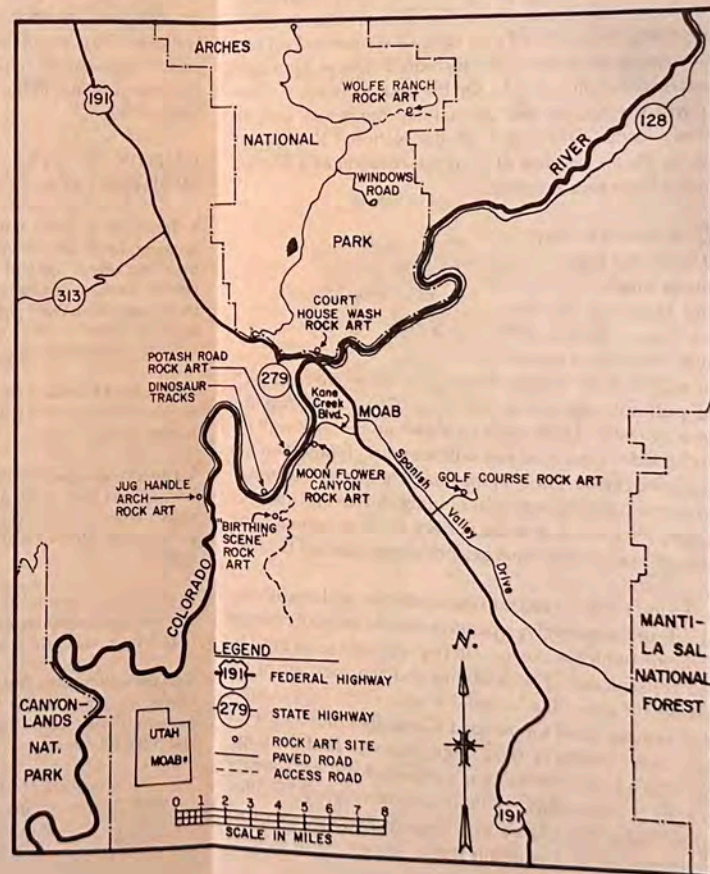 ARCHES
WOLFE RANCH
ROCK ART
191
128
NATIONAL
RIVER
WINDOWS
ROAD
PARK
313
COURT
HOUSE WASH
ROCK ART
POTASH ROAD
ROCK ART
279
DINOSAUR
TRACKS
Kane
Creek
Blvd.
MOAB
MOON FLOWER
CANYON
ROCK ART
Spanish
Valley
Drive
GOLF COURSE ROCK ART
JUG HANDLE
ARCH
ROCK ART
"BIRTHING
SCENE"
ROCK
ART
COLORADO
MANTI-
LA SAL
NATIONAL
FOREST
N.
LEGEND
191 FEDERAL HIGHWAY
279 STATE HIGHWAY
ROCK ART SITE
PAVED ROAD
ACCESS ROAD
CANYON-
LANDS
NAT.
PARK
UTAH
MOAB
0 1 2 3 4 5 6 7 8
SCALE IN MILES
191